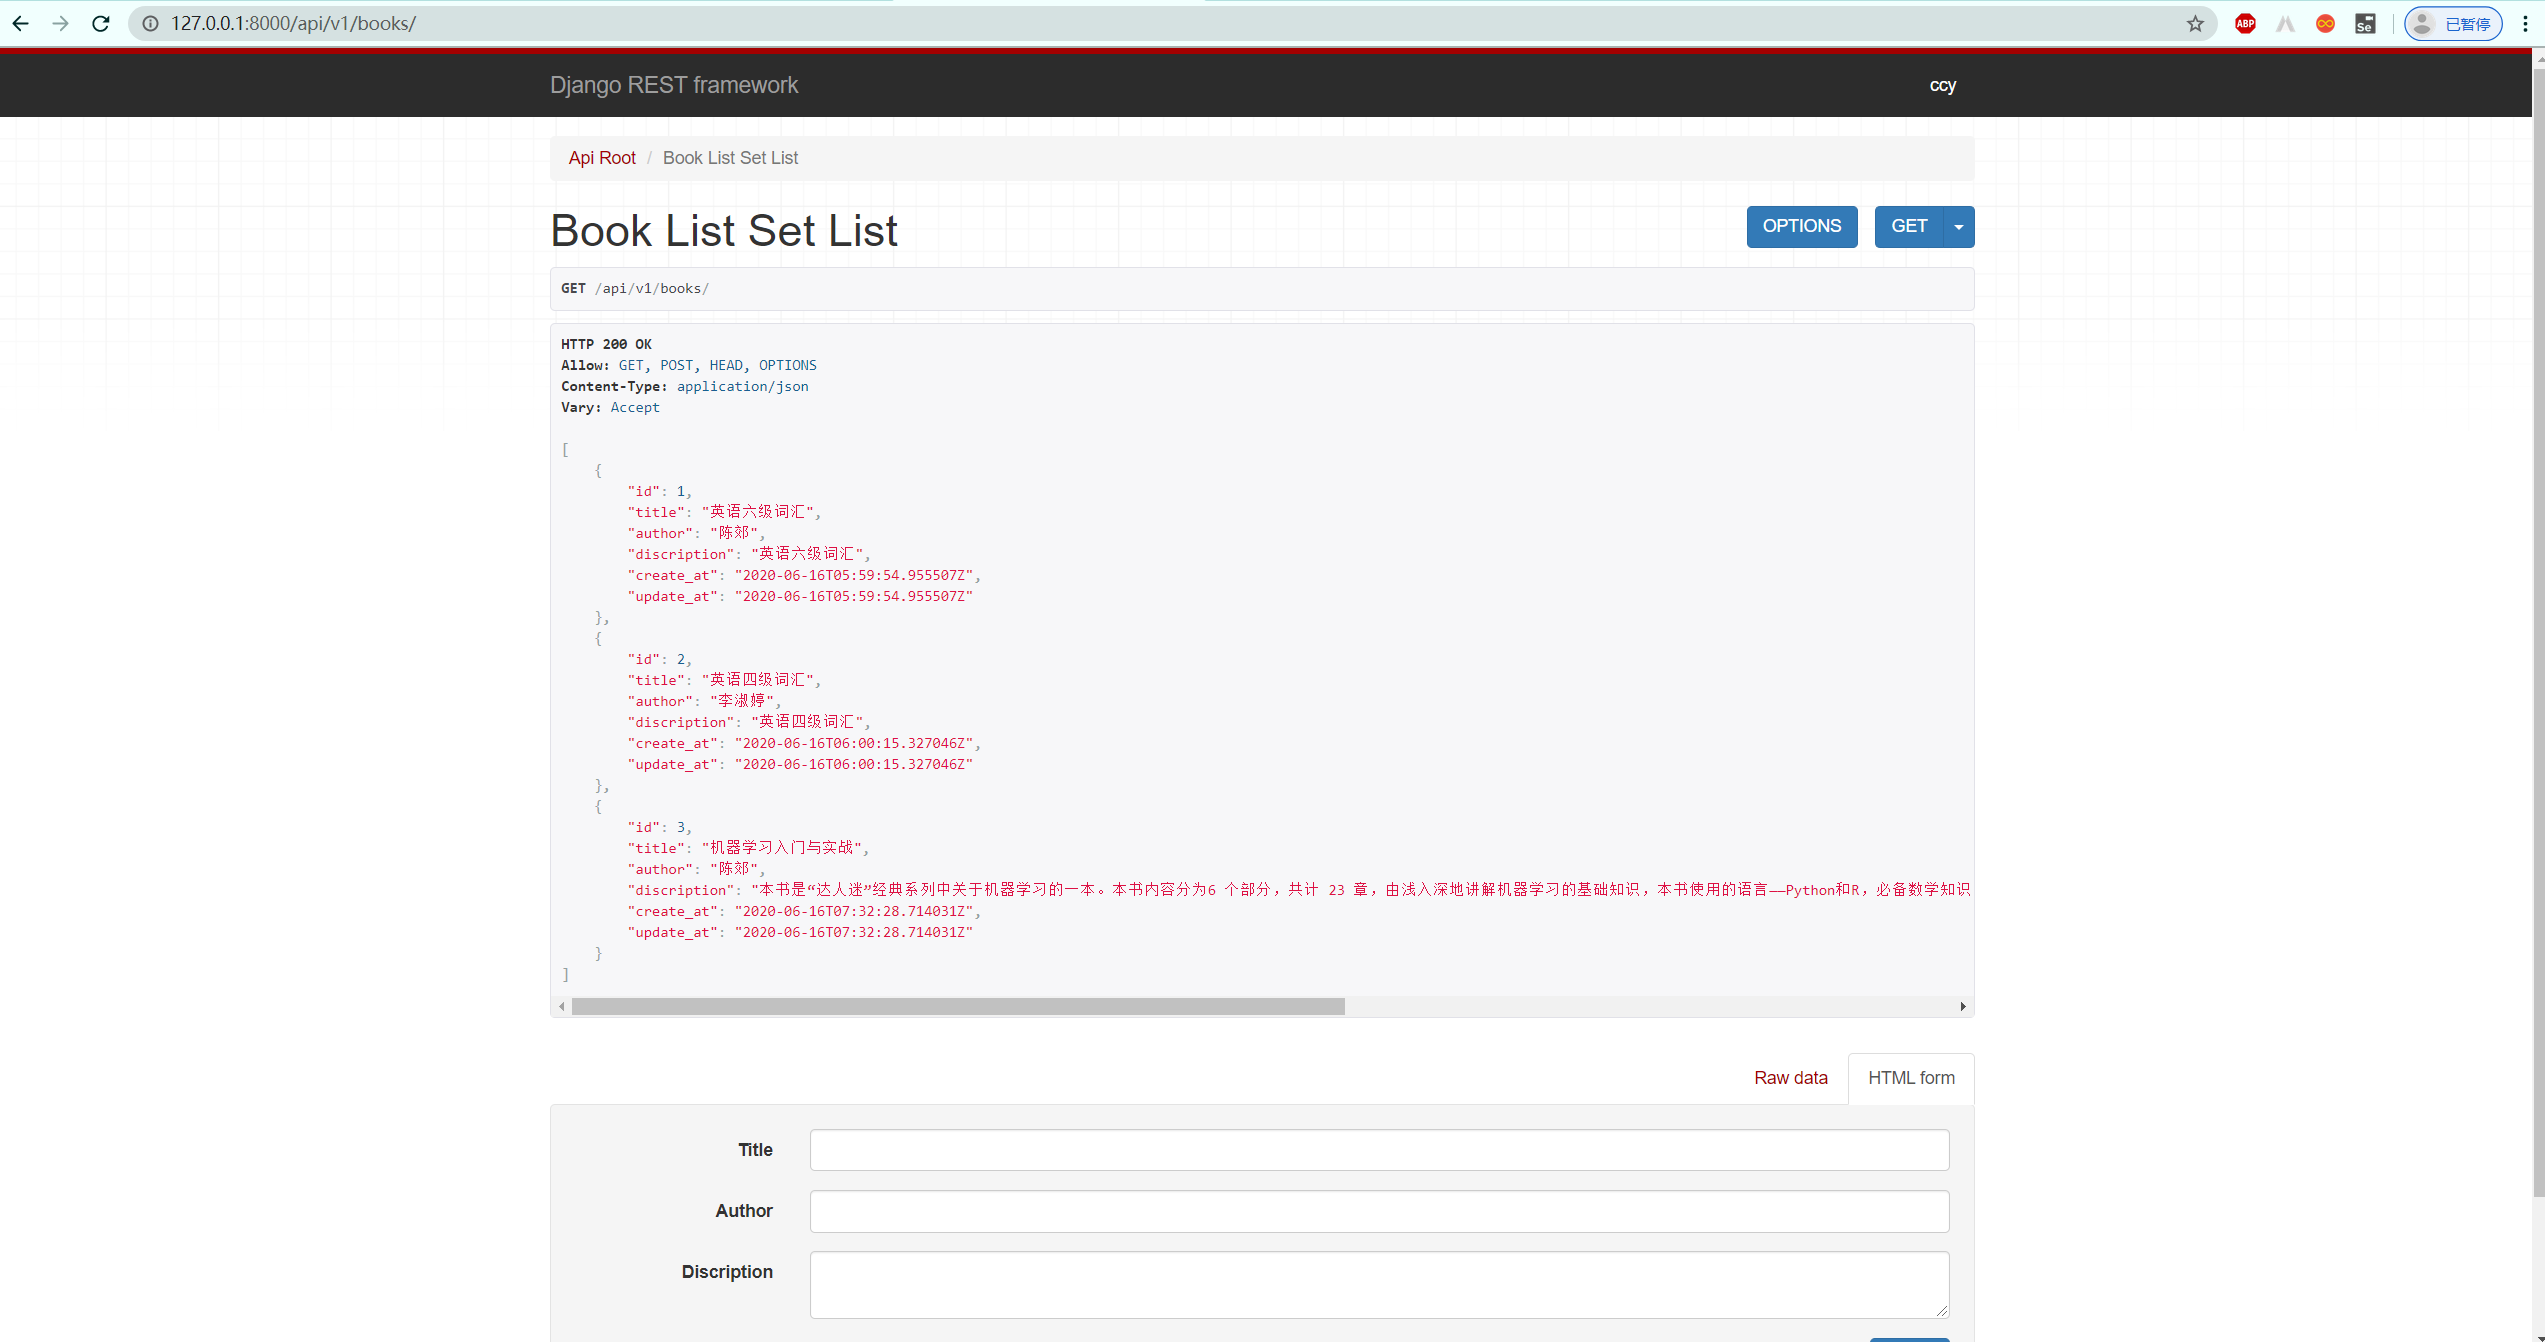 127.0.0.1:8000/api/v1/books/
ABP
Se
已暂停
Django REST framework
ccy
Api Root / Book List Set List
Book List Set List
OPTIONS
GET
GET /api/v1/books/
HTTP 200 OK
Allow: GET, POST, HEAD, OPTIONS
Content-Type: application/json
Vary: Accept
[
    {
        "id": 1,
        "title": "英语六级词汇",
        "author": "陈郊",
        "discription": "英语六级词汇",
        "create_at": "2020-06-16T05:59:54.955507Z",
        "update_at": "2020-06-16T05:59:54.955507Z"
    },
    {
        "id": 2,
        "title": "英语四级词汇",
        "author": "李淑婷",
        "discription": "英语四级词汇",
        "create_at": "2020-06-16T06:00:15.327046Z",
        "update_at": "2020-06-16T06:00:15.327046Z"
    },
    {
        "id": 3,
        "title": "机器学习入门与实战",
        "author": "陈郊",
        "discription": "本书是“达人迷”经典系列中关于机器学习的一本。本书内容分为6 个部分，共计 23 章，由浅入深地讲解机器学习的基础知识，本书使用的语言——Python和R，必备数学知识
        "create_at": "2020-06-16T07:32:28.714031Z",
        "update_at": "2020-06-16T07:32:28.714031Z"
    }
]
Raw data
HTML form
Title
Author
Discription